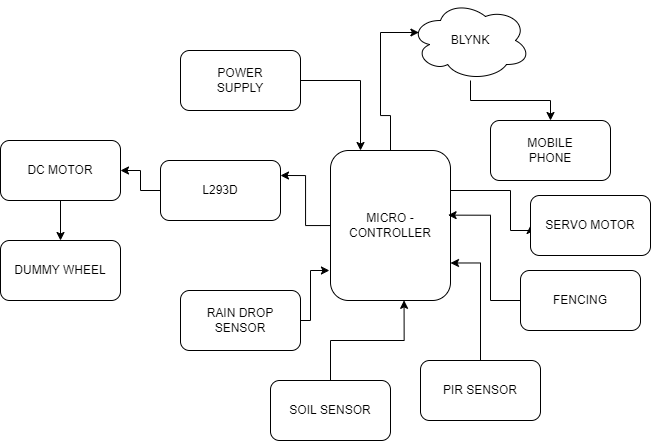 BLYNK
POWER
SUPPLY
MOBILE
PHONE
DC MOTOR
L293D
MICRO -
CONTROLLER
SERVO MOTOR
DUMMY WHEEL
RAIN DROP
SENSOR
FENCING
SOIL SENSOR
PIR SENSOR